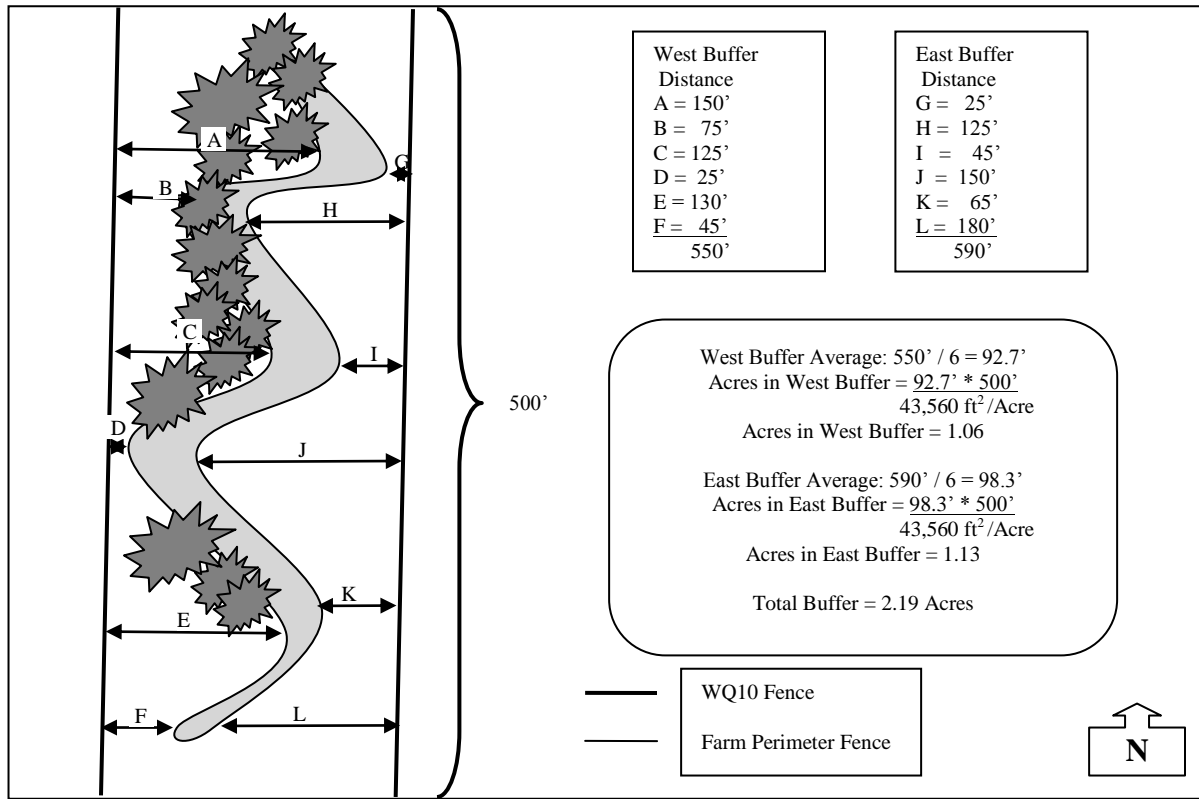 A
B
C
D
E
F
G
H
I
J
K
L
500’
West Buffer
Distance
A = 150’
B = 75’
C = 125’
D = 25’
E = 130’
F = 45’
550’
East Buffer
Distance
G = 25’
H = 125’
I = 45’
J = 150’
K = 65’
L = 180’
590’
West Buffer Average: 550’ / 6 = 92.7’
Acres in West Buffer = 92.7’ * 500’
43,560 ft²/Acre
Acres in West Buffer = 1.06
East Buffer Average: 590’ / 6 = 98.3’
Acres in East Buffer = 98.3’ * 500’
43,560 ft²/Acre
Acres in East Buffer = 1.13
Total Buffer = 2.19 Acres
WQ10 Fence
Farm Perimeter Fence
N